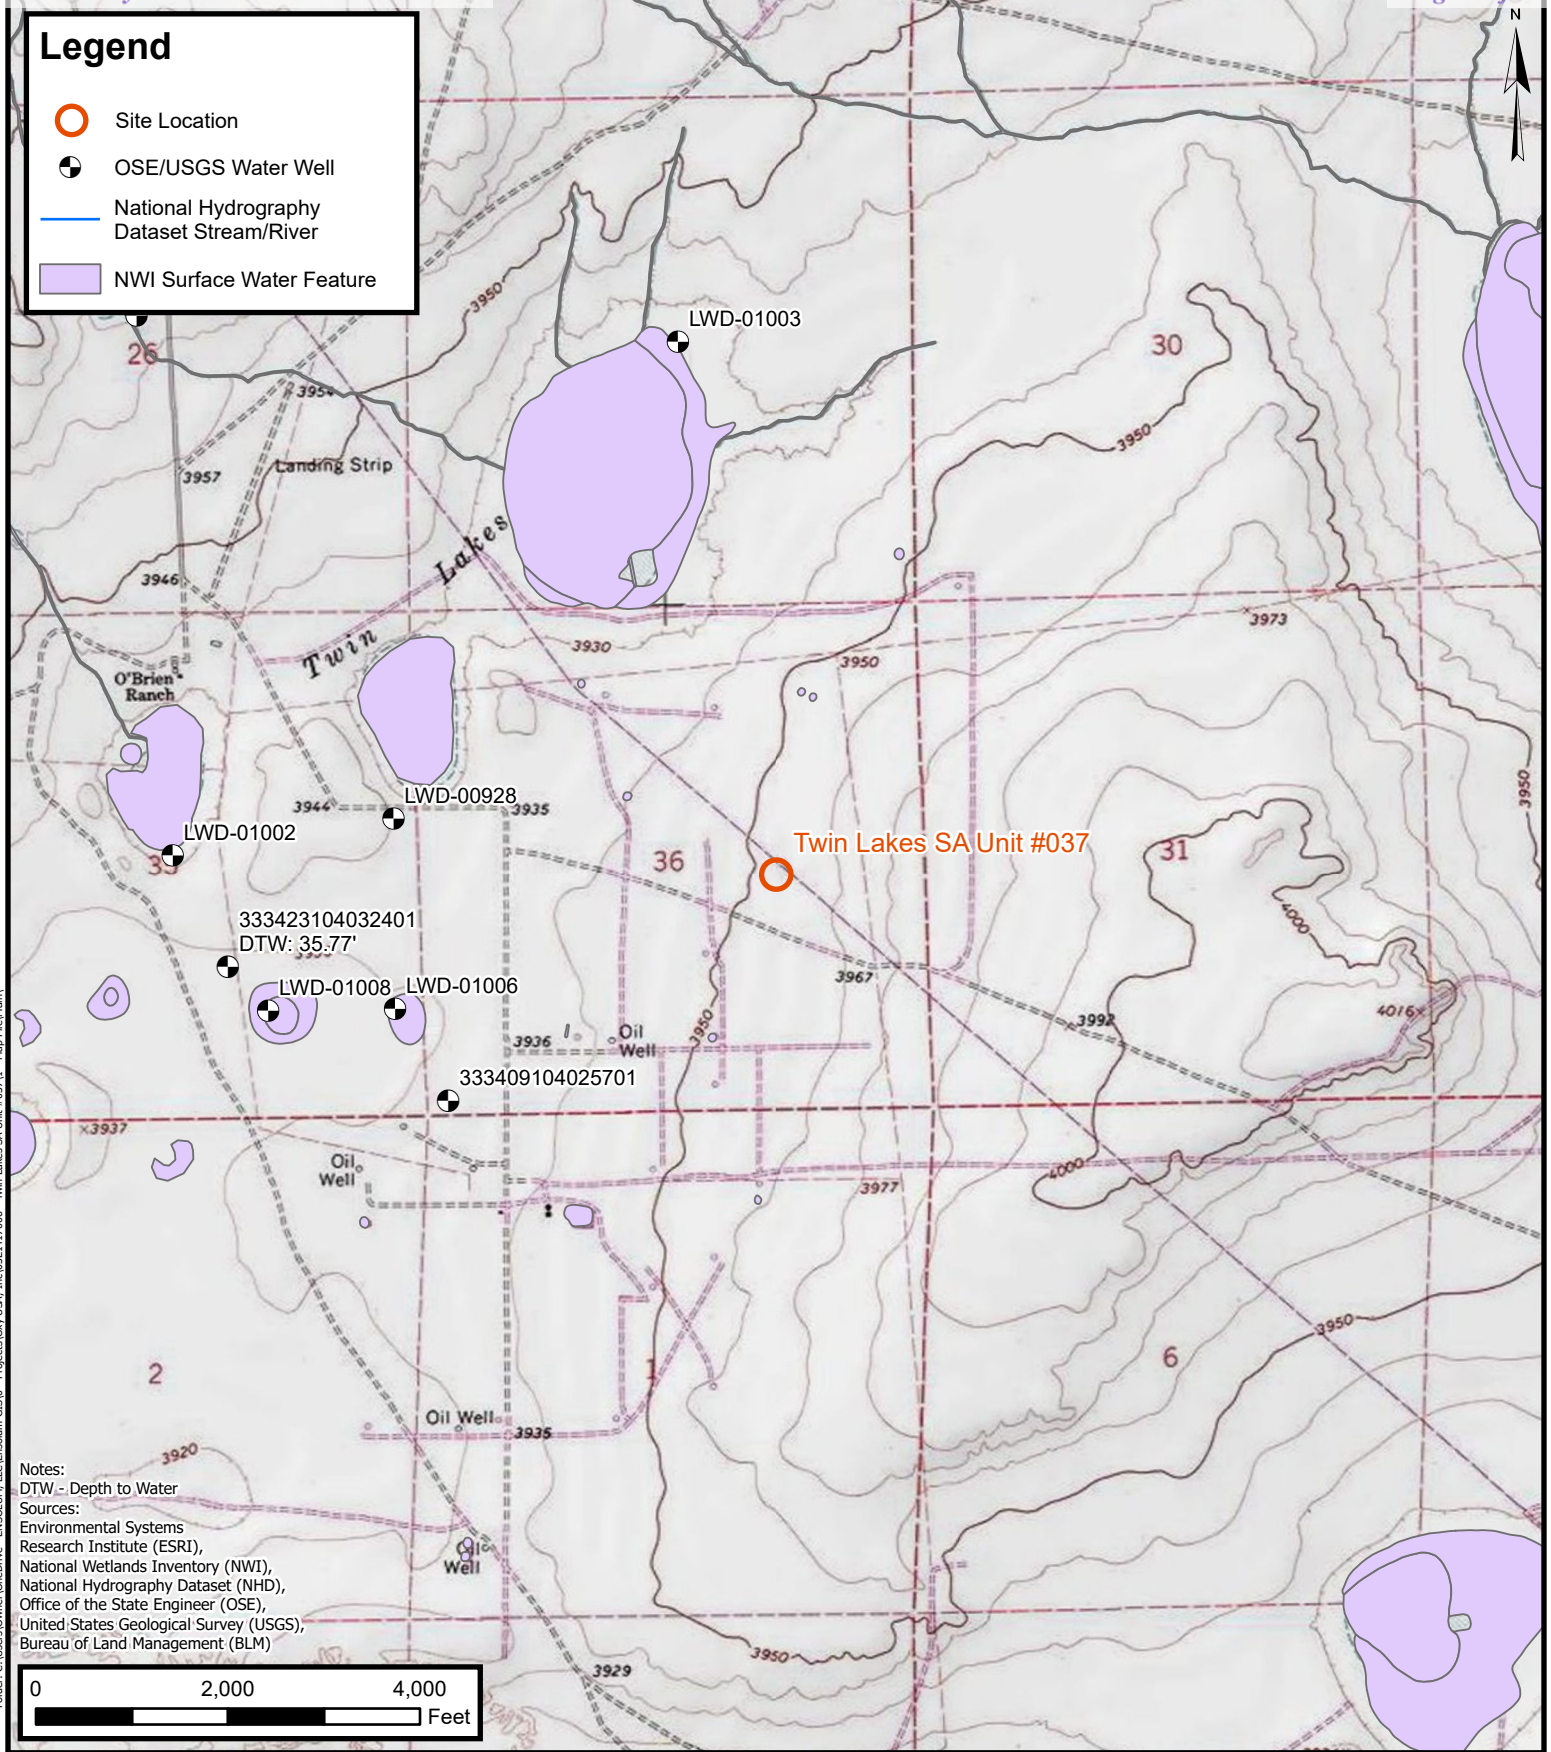 N
Legend
Site Location
OSE/USGS Water Well
National Hydrography
Dataset Stream/River
NWI Surface Water Feature
3950
LWD-01003
26
30
3954
3950
3957
Landing Strip
3946
Twin Lakes
3973
3930
3950
O'Brien
Ranch
3950
LWD-00928
3944
3935
LWD-01002
Twin Lakes SA Unit #037
36
31
333423104032401
DTW: 35.77'
4000
3967
LWD-01008
LWD-01006
4016
3992
3950
3936
Oil
Well
333409104025701
3937
Oil
Well
4000
3977
3950
2
1
6
Oil Well
3935
3920
Oil
Well
3950
3929
Notes:
DTW - Depth to Water
Sources:
Environmental Systems
Research Institute (ESRI),
National Wetlands Inventory (NWI),
National Hydrography Dataset (NHD),
Office of the State Engineer (OSE),
United States Geological Survey (USGS),
Bureau of Land Management (BLM)
0 2,000 4,000
Feet